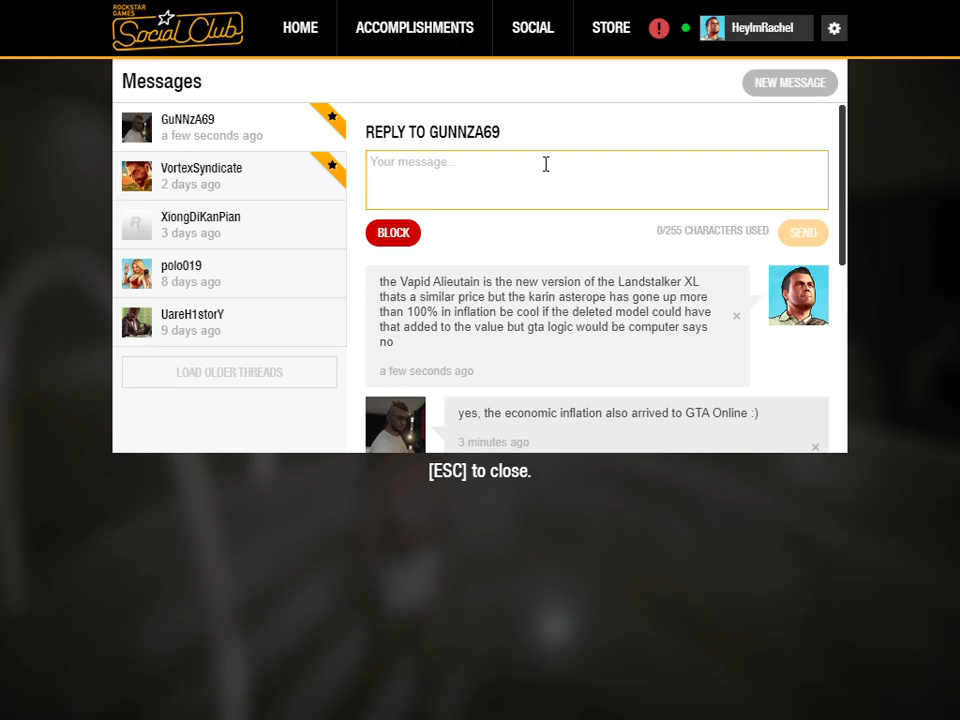 ROCKSTAR
GAMES
Social Club
HOME
ACCOMPLISHMENTS
SOCIAL
STORE
!
HeyImRachel
Messages
NEW MESSAGE
GuNNzA69
a few seconds ago
VortexSyndicate
2 days ago
XiongDiKanPian
3 days ago
polo019
8 days ago
UareH1storY
9 days ago
LOAD OLDER THREADS
REPLY TO GUNNZA69
Your message...
BLOCK
0/255 CHARACTERS USED
SEND
the Vapid Alieutain is the new version of the Landstalker XL
thats a similar price but the karin asterope has gone up more
than 100% in inflation be cool if the deleted model could have
that added to the value but gta logic would be computer says
no
a few seconds ago
yes, the economic inflation also arrived to GTA Online :)
3 minutes ago
[ESC] to close.